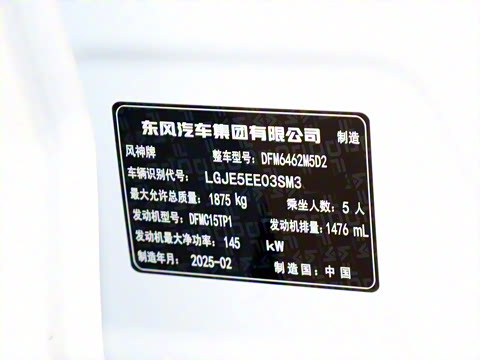 东风汽车集团有限公司 制造
风神牌 整车型号: DFM6462M5D2
车辆识别代号: LGJE5EE03SM3
最大允许总质量: 1875 kg 乘坐人数: 5 人
发动机型号: DFMC15TP1 发动机排量: 1476 mL
发动机最大净功率: 145 kW
制造年月: 2025-02 制造国: 中 国